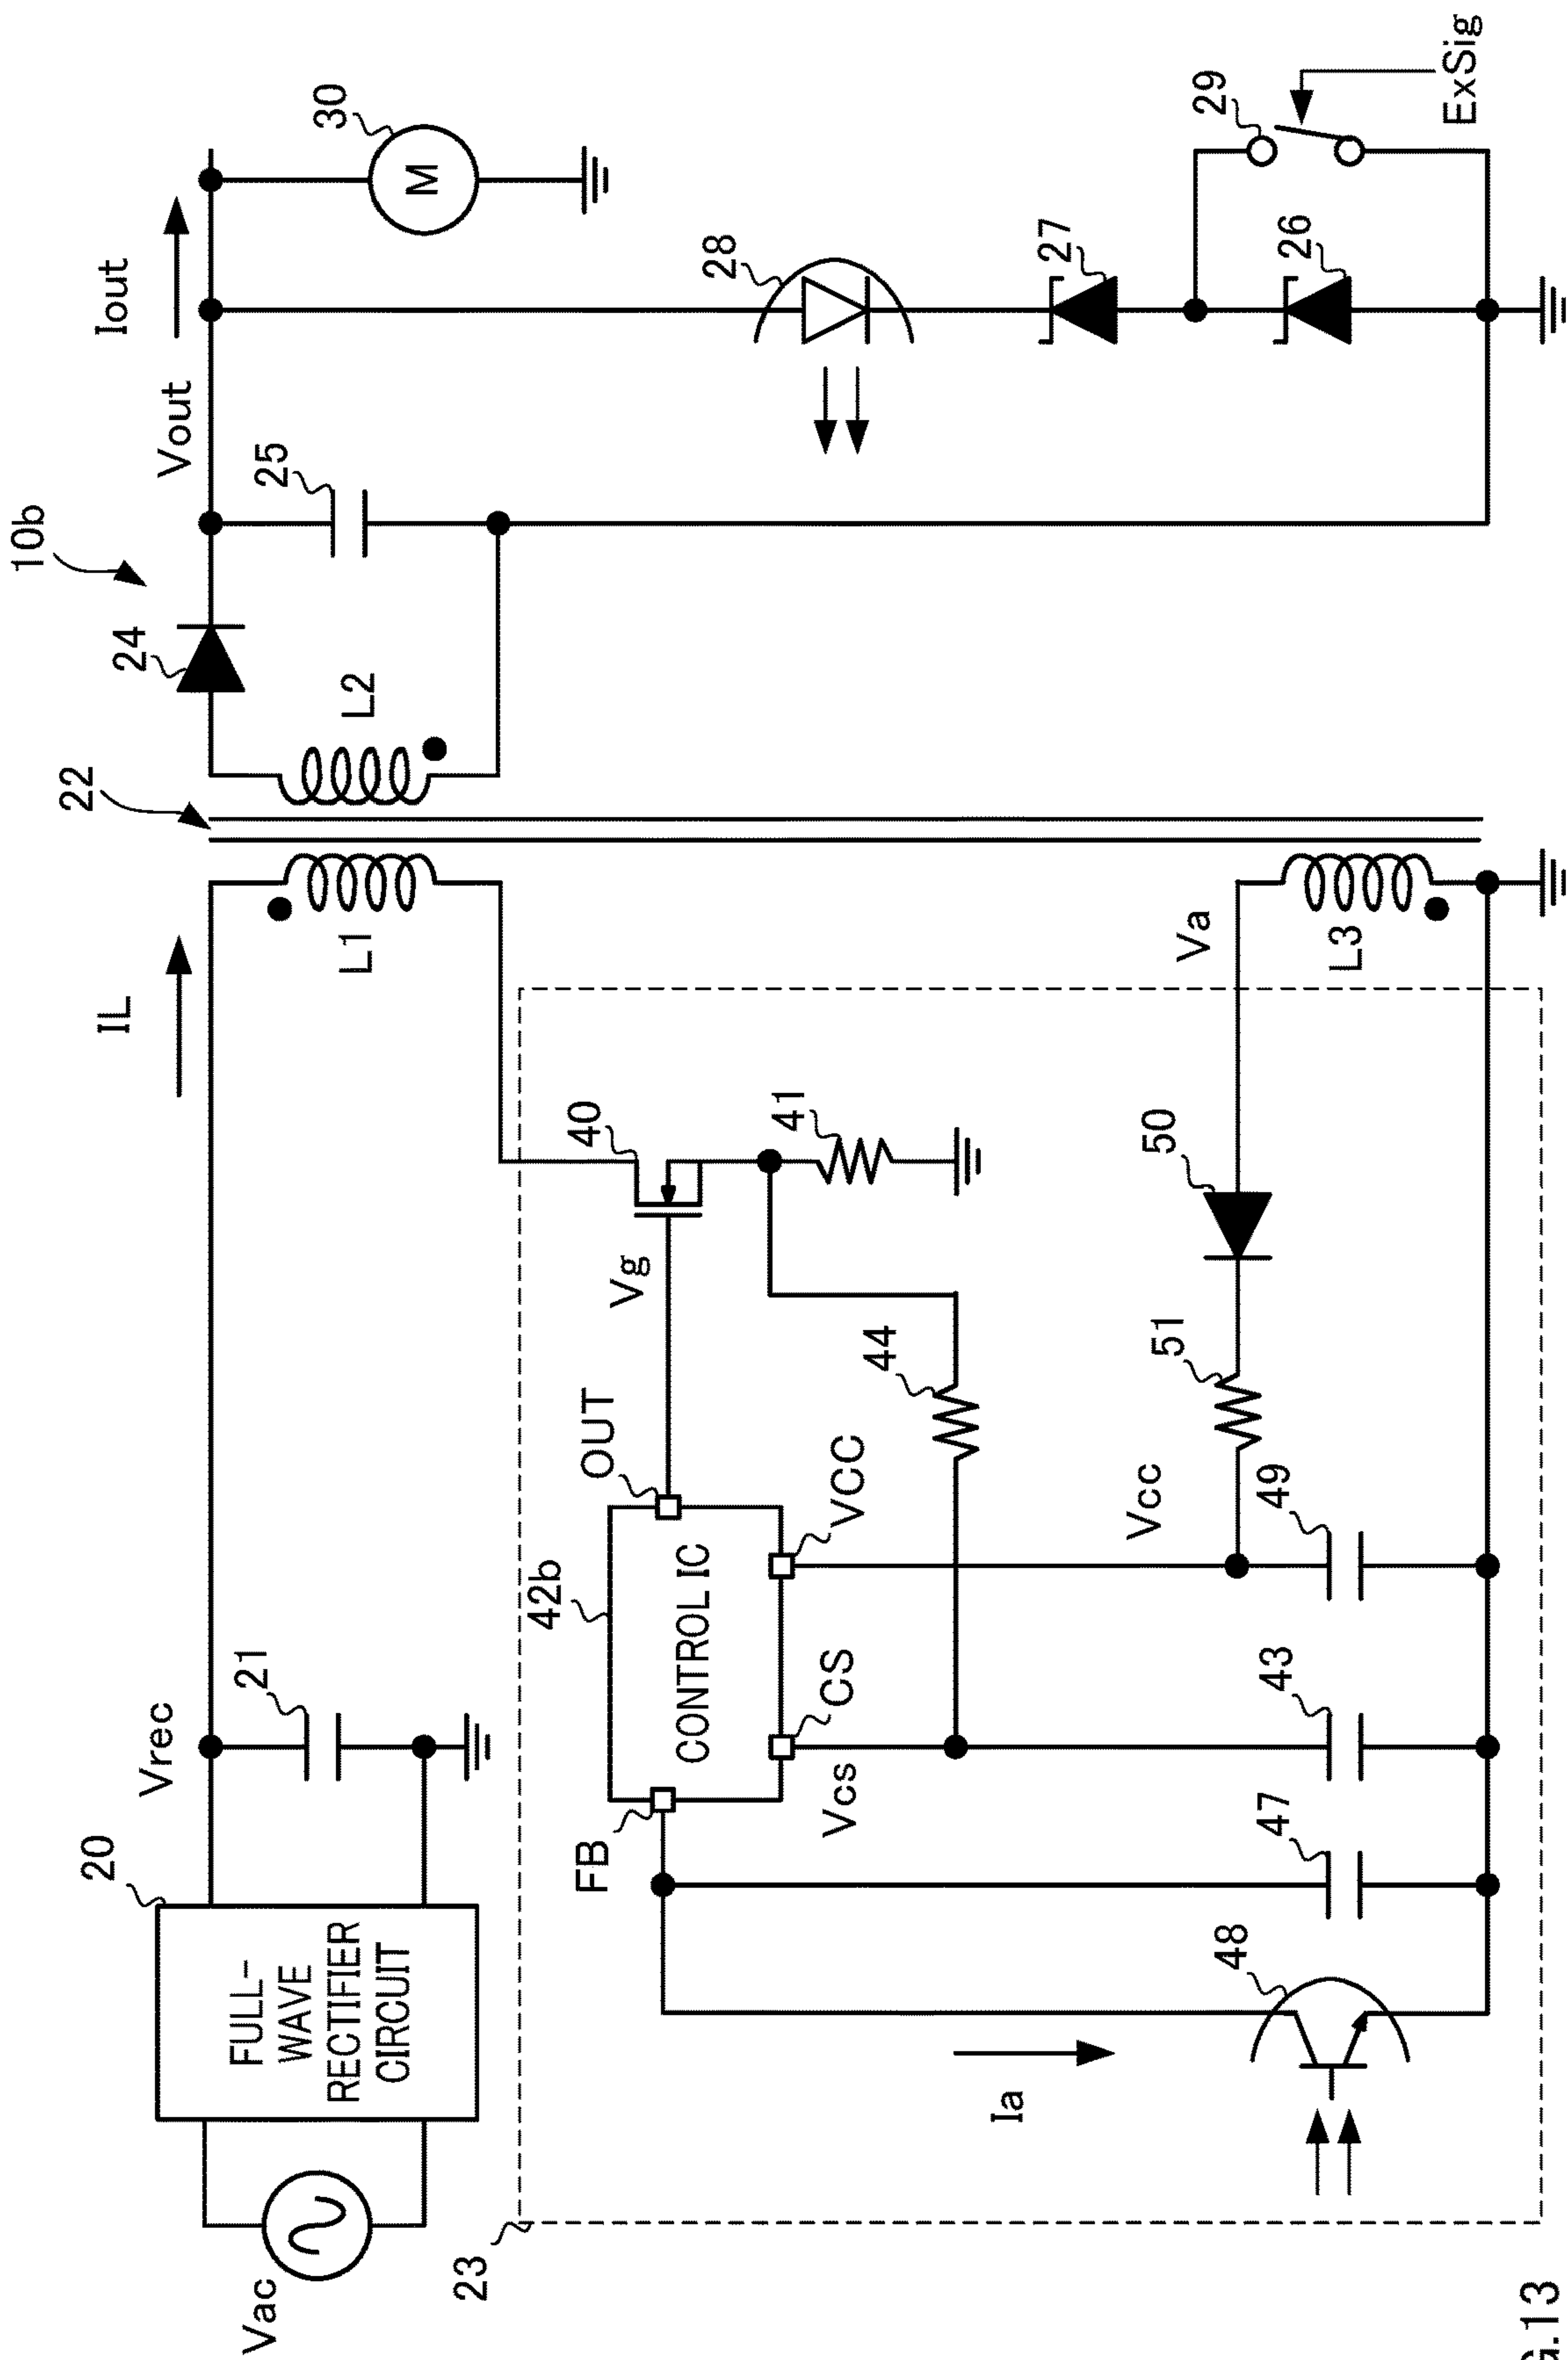 10b
Vac
20
FULL-
WAVE
RECTIFIER
CIRCUIT
Vrec
21
IL
L1
22
L2
24
25
Vout
Iout
30
M
23
FB
42b
CONTROL IC
OUT
Vg
40
41
CS
Vcs
VCC
44
28
Ia
48
47
43
49
Vcc
51
50
Va
L3
27
26
29
ExSig
G.13